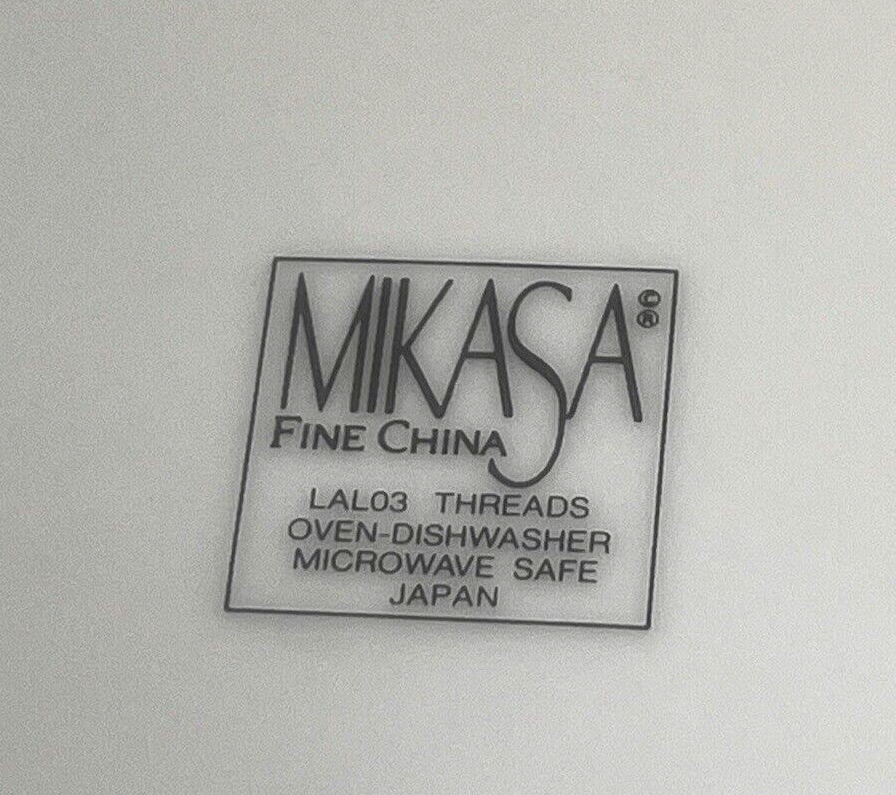 MIKASA ©®
FINE CHINA
LAL03 THREADS
OVEN-DISHWASHER
MICROWAVE SAFE
JAPAN